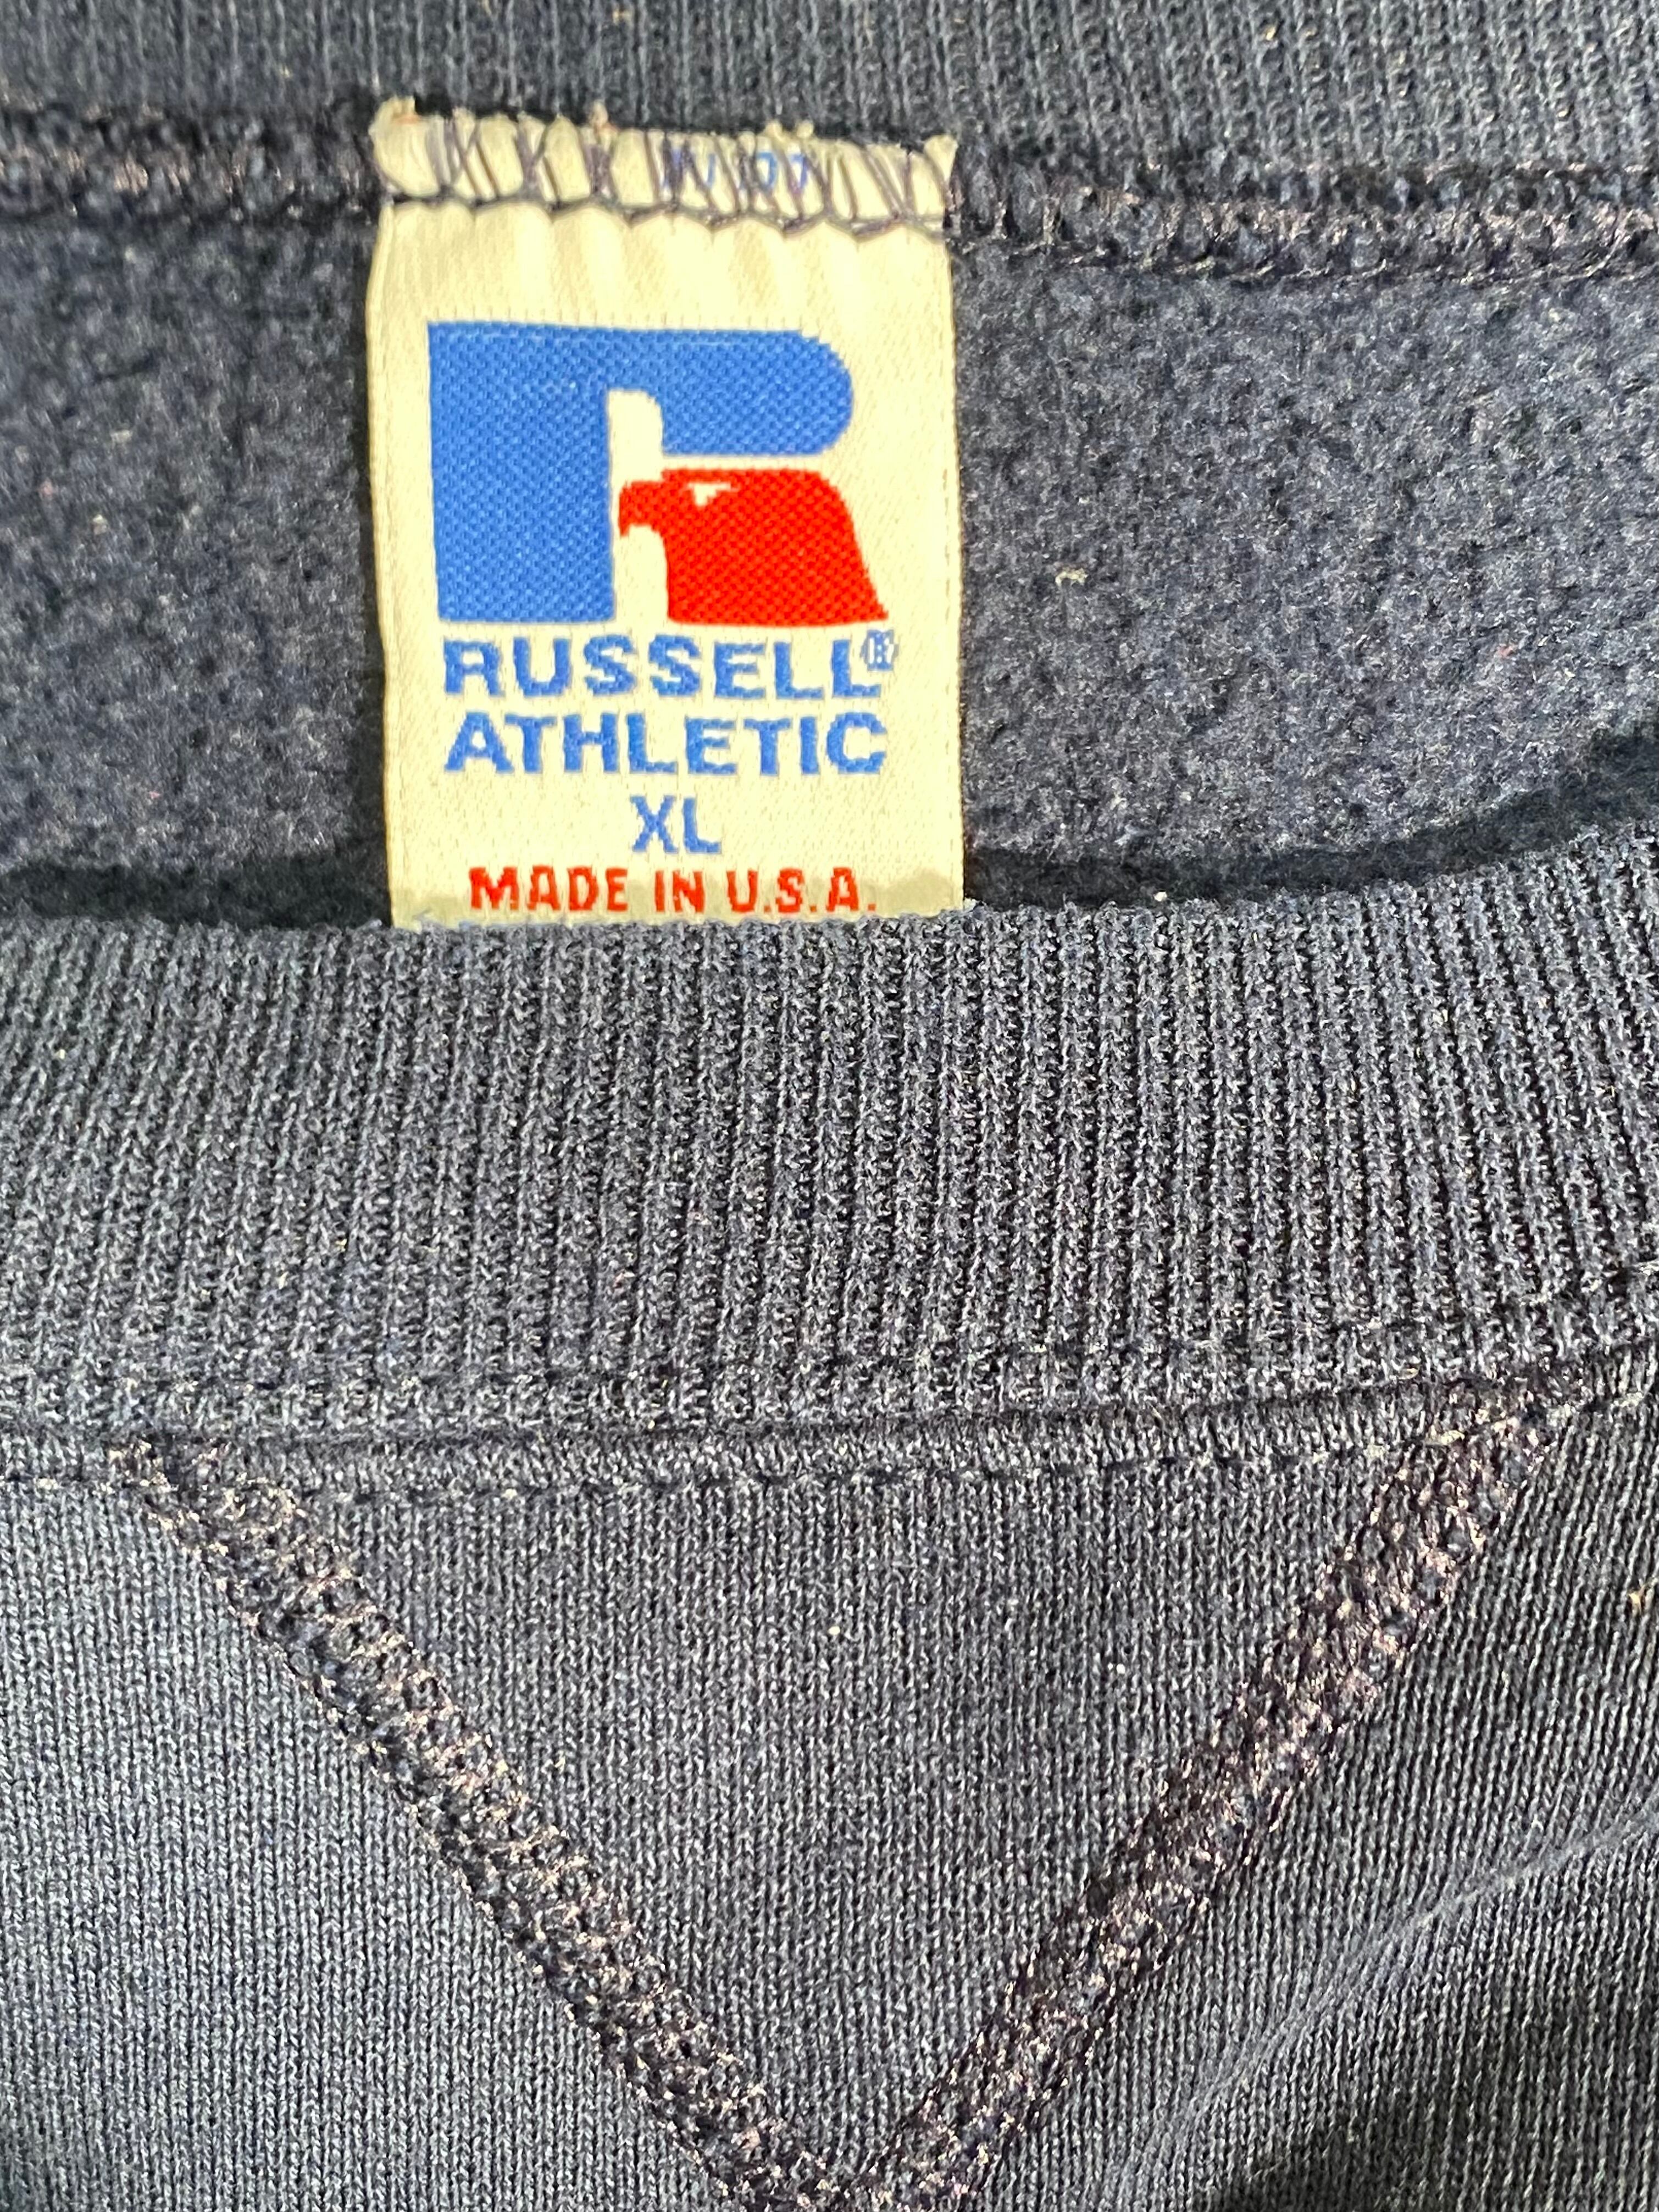 RUSSELL®
ATHLETIC
XL
MADE IN U.S.A.